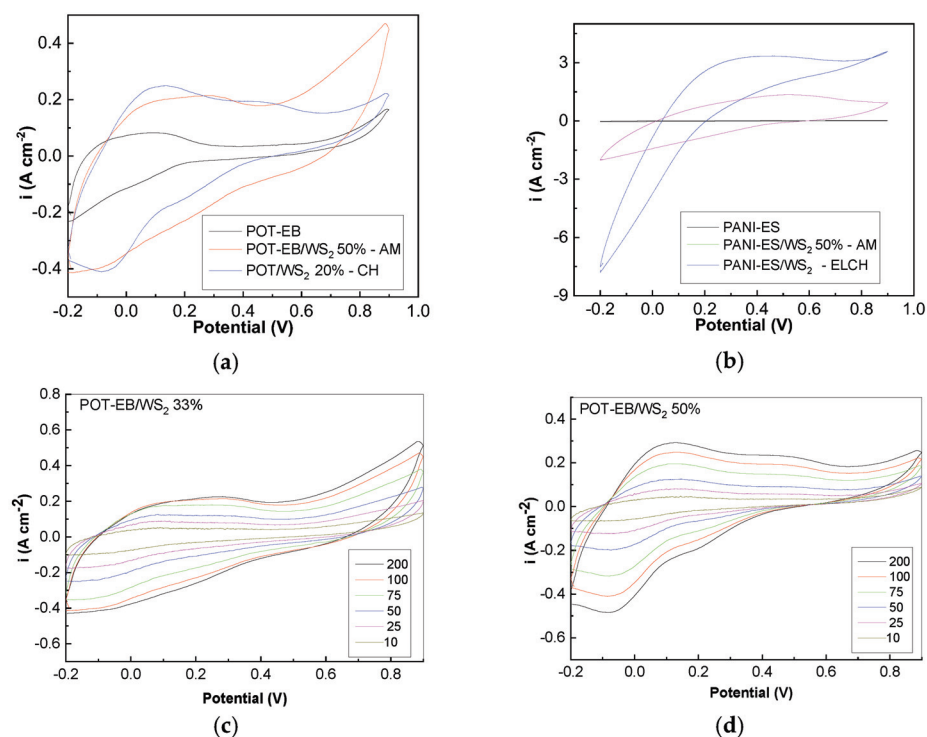 0.4
0.2
0.0
-0.2
-0.4
i (A cm⁻²)
POT-EB
POT-EB/WS₂ 50% - AM
POT/WS₂ 20% - CH
-0.2 0.0 0.2 0.4 0.6 0.8 1.0
Potential (V)
(a)
3
0
-3
-6
-9
i (A cm⁻²)
PANI-ES
PANI-ES/WS₂ 50% - AM
PANI-ES/WS₂ - ELCH
-0.2 0.0 0.2 0.4 0.6 0.8 1.0
Potential (V)
(b)
POT-EB/WS₂ 33%
0.8
0.6
0.4
0.2
0.0
-0.2
-0.4
-0.6
i (A cm⁻²)
200
100
75
50
25
10
-0.2 0.0 0.2 0.4 0.6 0.8
Potential (V)
(c)
POT-EB/WS₂ 50%
0.6
0.4
0.2
0.0
-0.2
-0.4
-0.6
i (A cm⁻²)
200
100
75
50
25
10
-0.2 0.0 0.2 0.4 0.6 0.8
Potential (V)
(d)